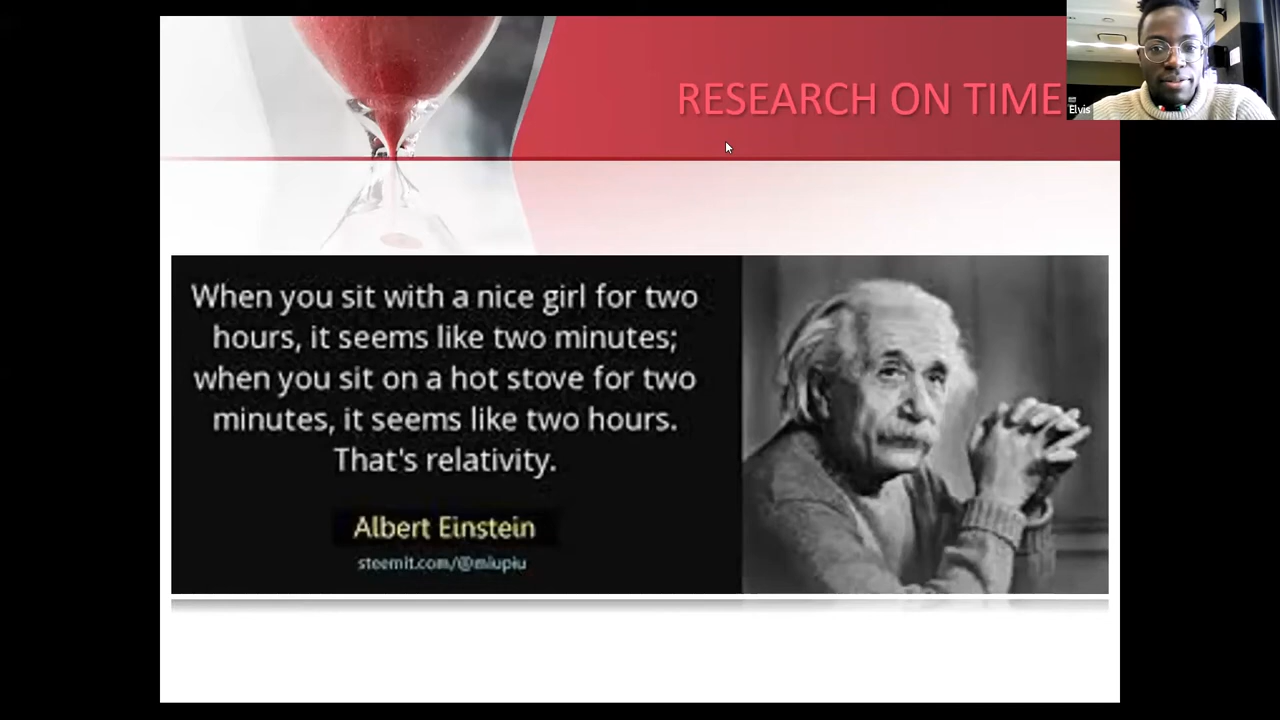 RESEARCH ON TIME
Elvis
When you sit with a nice girl for two
hours, it seems like two minutes;
when you sit on a hot stove for two
minutes, it seems like two hours.
That's relativity.
Albert Einstein
steemit.com/@miupiu